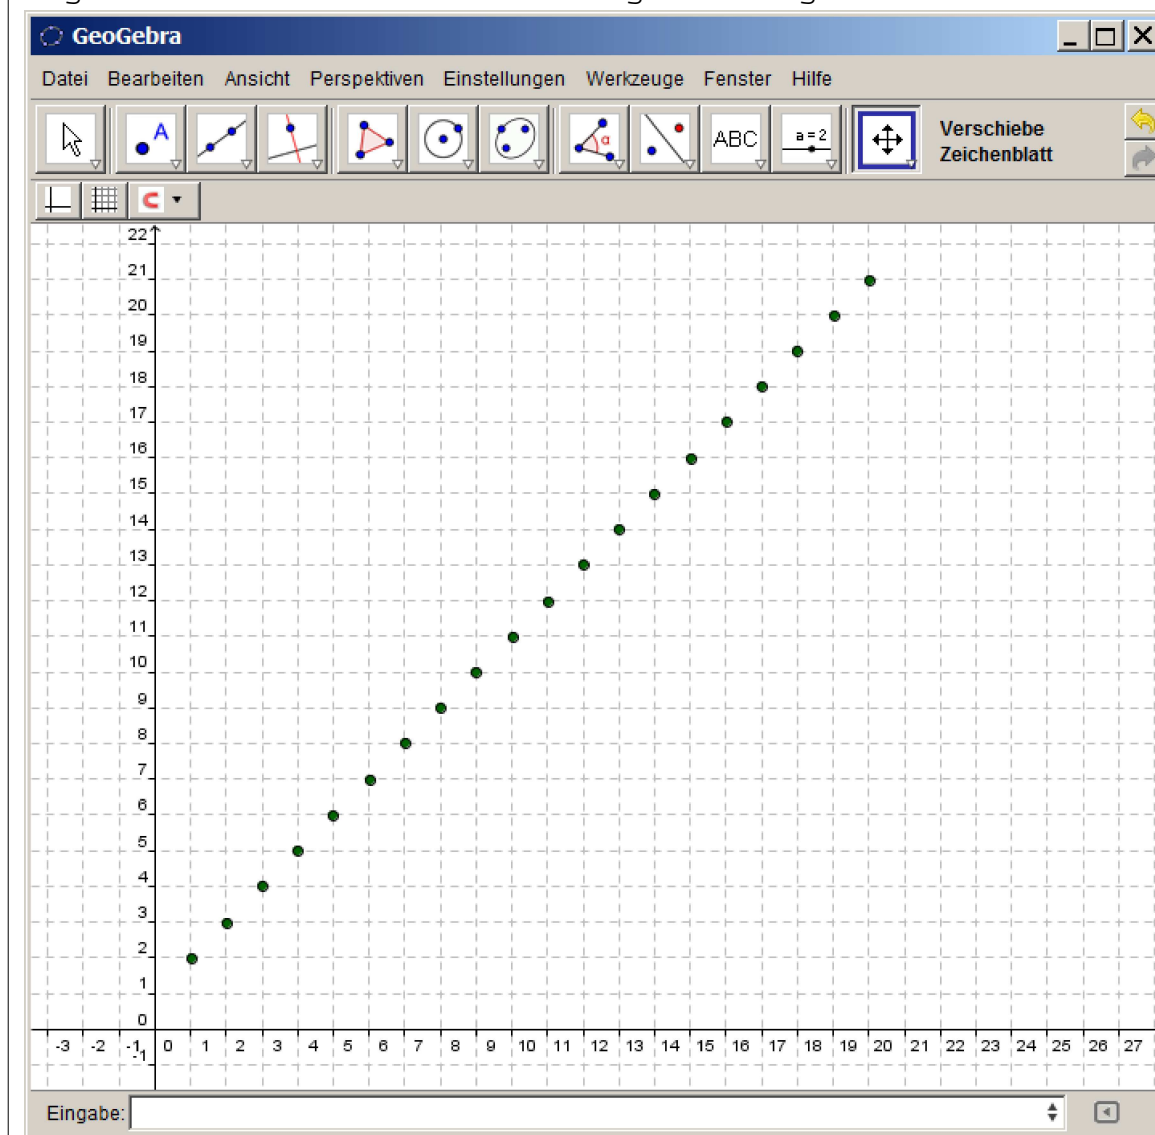 GeoGebra
Datei Bearbeiten Ansicht Perspektiven Einstellungen Werkzeuge Fenster Hilfe
A
α
ABC
a=2
Verschiebe
Zeichenblatt
22
21
20
19
18
17
16
15
14
13
12
11
10
9
8
7
6
5
4
3
2
1
0
-3 -2 -1 0 1 2 3 4 5 6 7 8 9 10 11 12 13 14 15 16 17 18 19 20 21 22 23 24 25 26 27
-1
Eingabe: